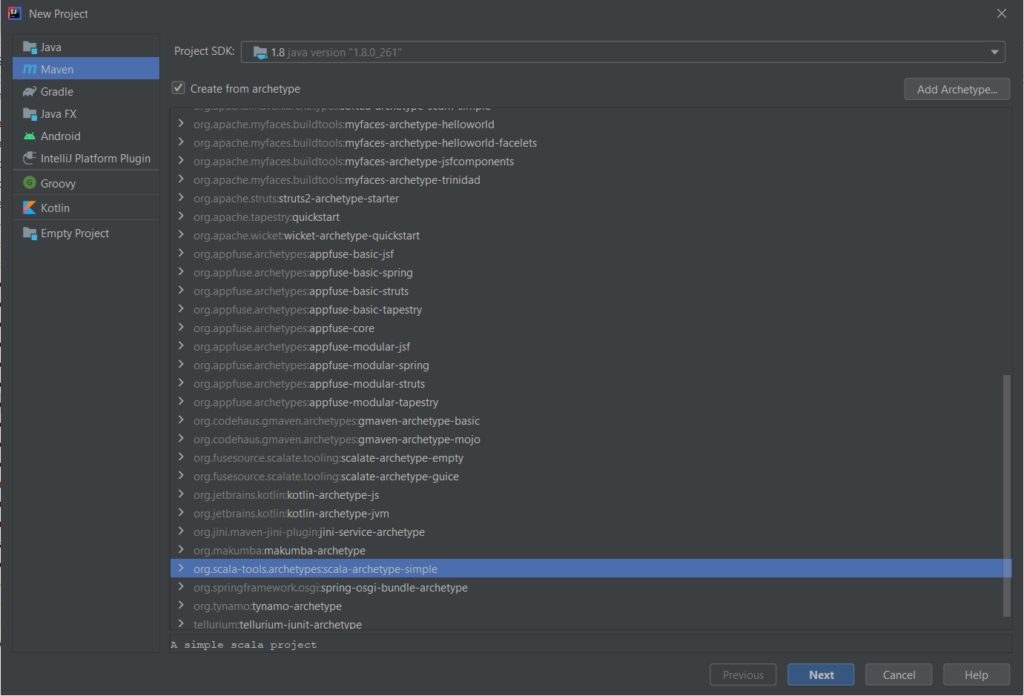 New Project
Java
Maven
Gradle
Java FX
Android
IntelliJ Platform Plugin
Groovy
Kotlin
Empty Project
Project SDK: 1.8 java version "1.8.0_261"
Create from archetype
Add Archetype...
org.apache.myfaces.buildtools:myfaces-archetype-helloworld
org.apache.myfaces.buildtools:myfaces-archetype-helloworld-facelets
org.apache.myfaces.buildtools:myfaces-archetype-jsfcomponents
org.apache.myfaces.buildtools:myfaces-archetype-trinidad
org.apache.struts:struts2-archetype-starter
org.apache.tapestry:quickstart
org.apache.wicket:wicket-archetype-quickstart
org.appfuse.archetypes:appfuse-basic-jsf
org.appfuse.archetypes:appfuse-basic-spring
org.appfuse.archetypes:appfuse-basic-struts
org.appfuse.archetypes:appfuse-basic-tapestry
org.appfuse.archetypes:appfuse-core
org.appfuse.archetypes:appfuse-modular-jsf
org.appfuse.archetypes:appfuse-modular-spring
org.appfuse.archetypes:appfuse-modular-struts
org.appfuse.archetypes:appfuse-modular-tapestry
org.codehaus.gmaven.archetypes:gmaven-archetype-basic
org.codehaus.gmaven.archetypes:gmaven-archetype-mojo
org.fusesource.scalate.tooling:scalate-archetype-empty
org.fusesource.scalate.tooling:scalate-archetype-guice
org.jetbrains.kotlin:kotlin-archetype-js
org.jetbrains.kotlin:kotlin-archetype-jvm
org.jini.maven-jini-plugin:jini-service-archetype
org.makumba:makumba-archetype
org.scala-tools.archetypes:scala-archetype-simple
org.springframework.osgi:spring-osgi-bundle-archetype
org.tynamo:tynamo-archetype
tellurium:tellurium-junit-archetype
A simple scala project
Previous
Next
Cancel
Help